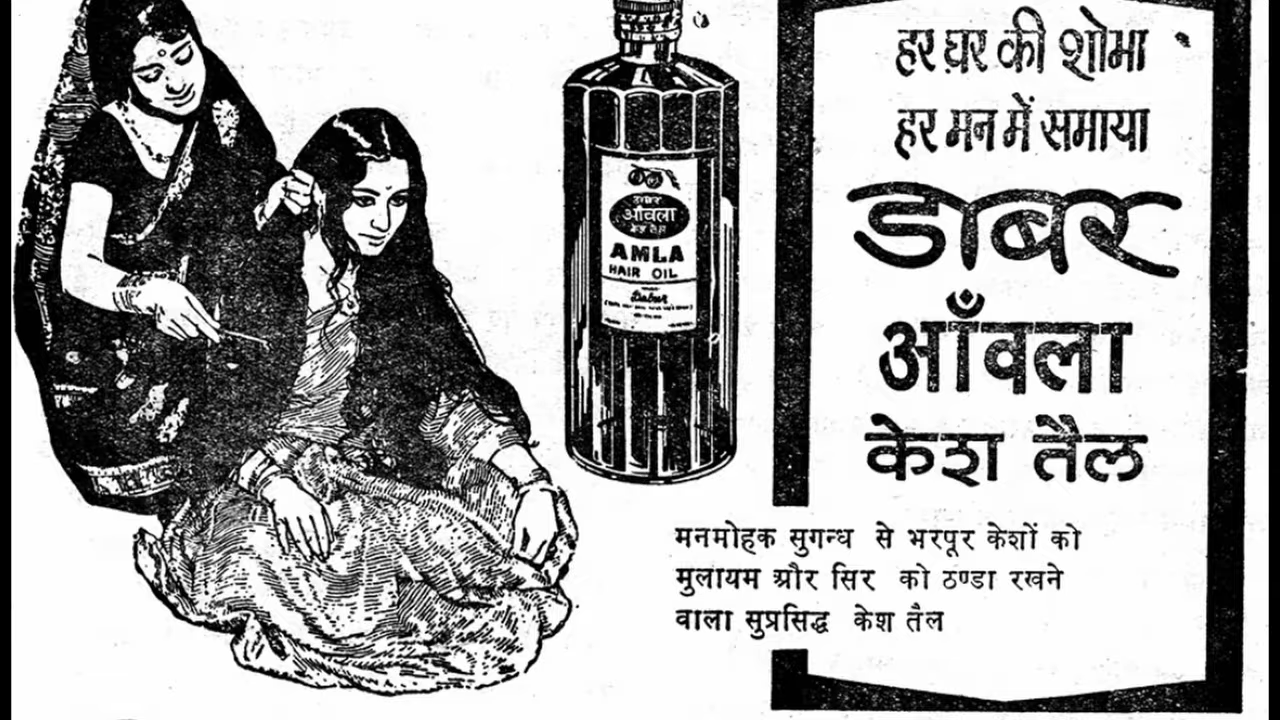 हर घर की शोभा
हर मन में समाया
डाबर
आँवला
केश तैल
मनमोहक सुगन्ध से भरपूर केशों को
मुलायम और सिर को ठण्डा रखने
वाला सुप्रसिद्ध केश तैल
डाबर
आँवला
केश तैल
AMLA
HAIR OIL
Dabur